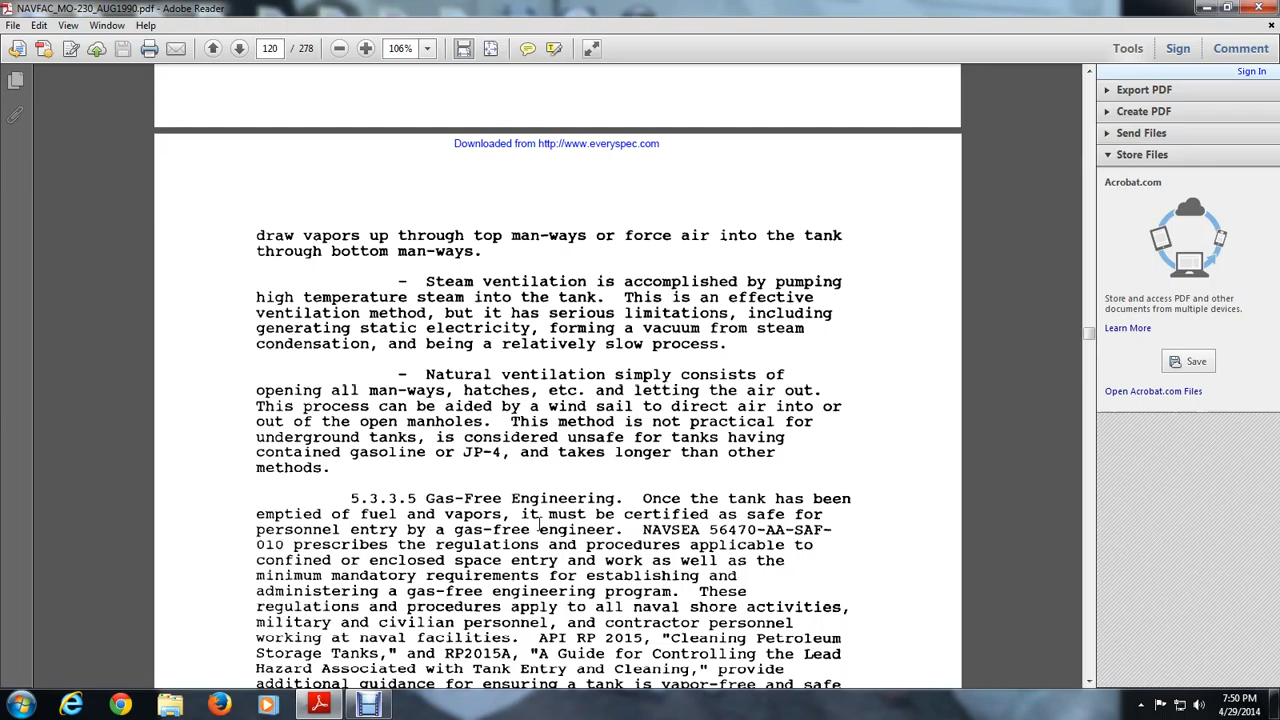 NAVFAC_MO-230_AUG1990.pdf - Adobe Reader
File Edit View Window Help
120 / 278 106% Tools Sign Comment
Sign In
Export PDF
Create PDF
Send Files
Store Files
Acrobat.com
Store and access PDF and other
documents from multiple devices.
Learn More
Save
Open Acrobat.com Files
Downloaded from http://www.everyspec.com
draw vapors up through top man-ways or force air into the tank
through bottom man-ways.
- Steam ventilation is accomplished by pumping
high temperature steam into the tank. This is an effective
ventilation method, but it has serious limitations, including
generating static electricity, forming a vacuum from steam
condensation, and being a relatively slow process.
- Natural ventilation simply consists of
opening all man-ways, hatches, etc. and letting the air out.
This process can be aided by a wind sail to direct air into or
out of the open manholes. This method is not practical for
underground tanks, is considered unsafe for tanks having
contained gasoline or JP-4, and takes longer than other
methods.
5.3.3.5 Gas-Free Engineering. Once the tank has been
emptied of fuel and vapors, it must be certified as safe for
personnel entry by a gas-free engineer. NAVSEA 56470-AA-SAF-
010 prescribes the regulations and procedures applicable to
confined or enclosed space entry and work as well as the
minimum mandatory requirements for establishing and
administering a gas-free engineering program. These
regulations and procedures apply to all naval shore activities,
military and civilian personnel, and contractor personnel
working at naval facilities. API RP 2015, "Cleaning Petroleum
Storage Tanks," and RP2015A, "A Guide for Controlling the Lead
Hazard Associated with Tank Entry and Cleaning," provide
additional guidance for ensuring a tank is vapor-free and safe
7:50 PM
4/29/2014